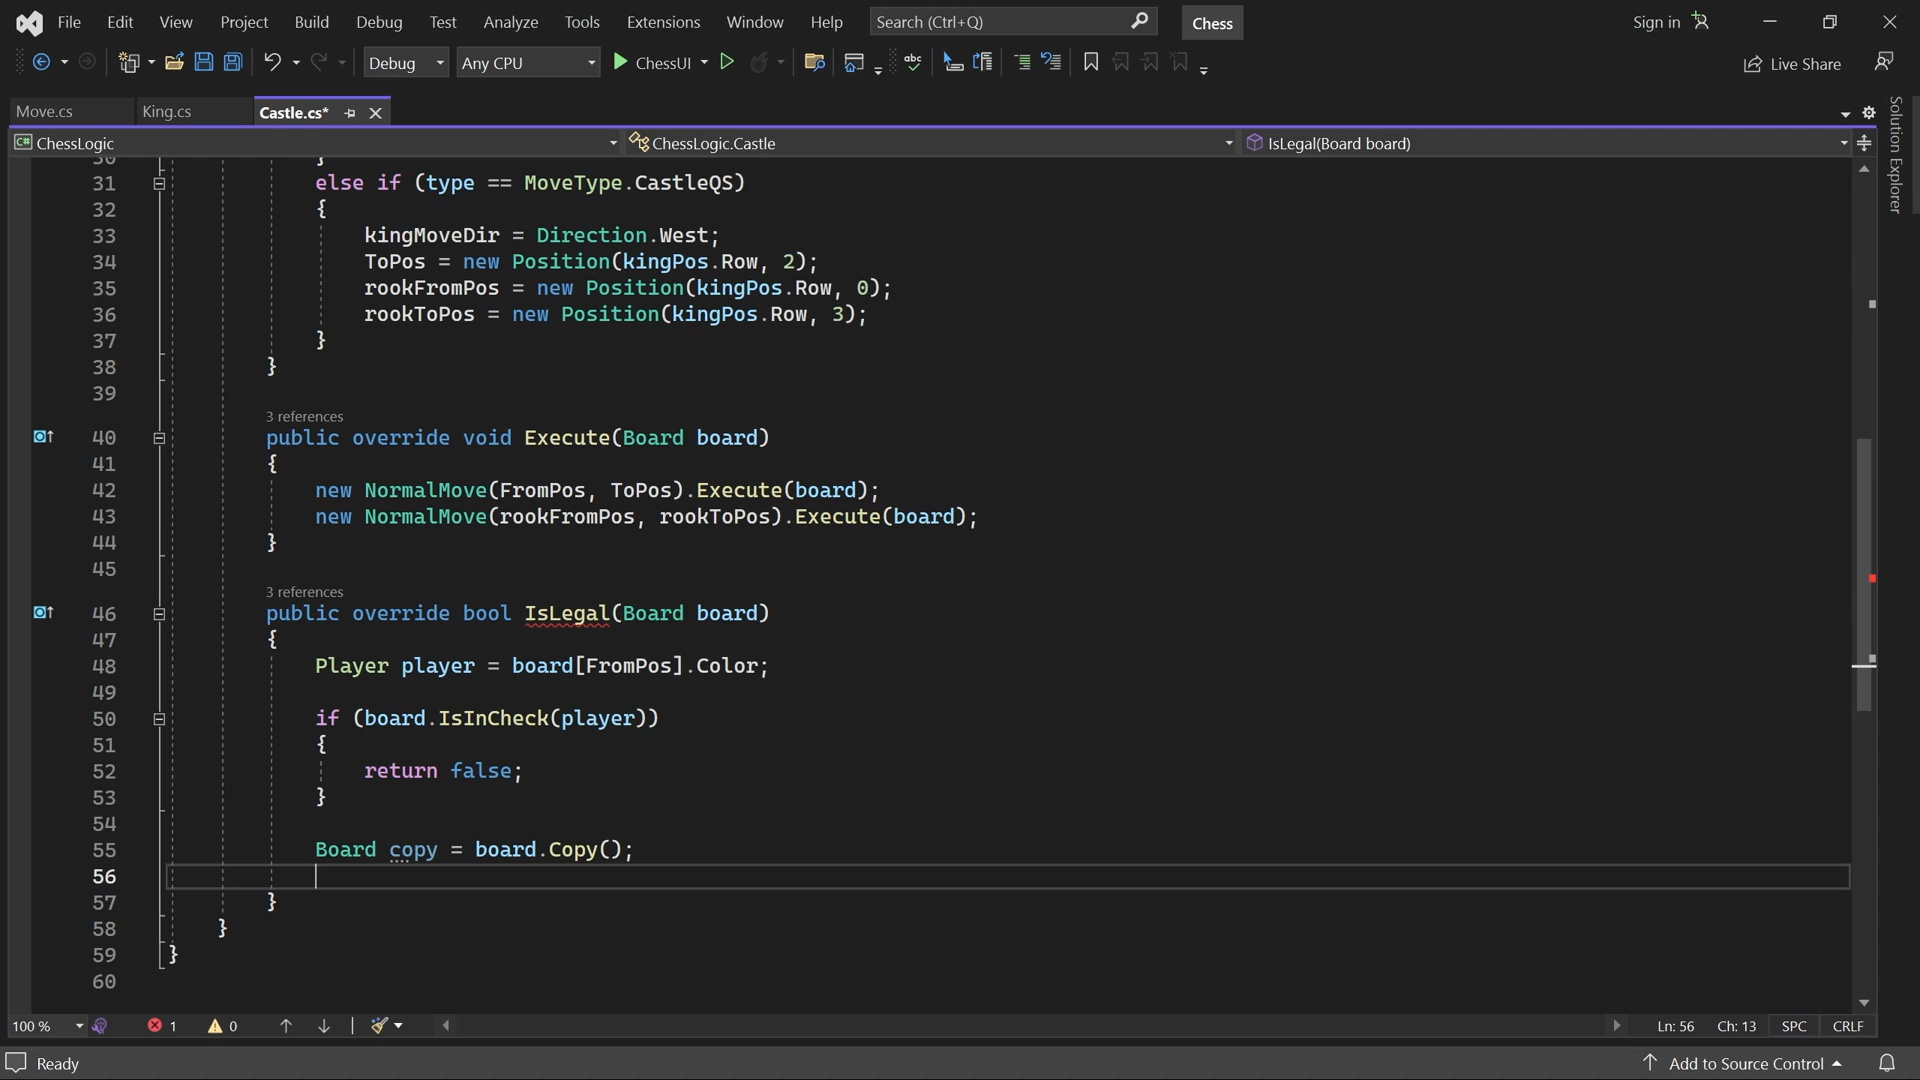 File Edit View Project Build Debug Test Analyze Tools Extensions Window Help Search (Ctrl+Q) Chess Sign in
Debug Any CPU ChessUI abc Live Share
Move.cs King.cs Castle.cs*
C# ChessLogic ChessLogic.Castle IsLegal(Board board)
Solution Explorer
30 }
31 else if (type == MoveType.CastleQS)
32 {
33 kingMoveDir = Direction.West;
34 ToPos = new Position(kingPos.Row, 2);
35 rookFromPos = new Position(kingPos.Row, 0);
36 rookToPos = new Position(kingPos.Row, 3);
37 }
38 }
39
3 references
40 public override void Execute(Board board)
41 {
42 new NormalMove(FromPos, ToPos).Execute(board);
43 new NormalMove(rookFromPos, rookToPos).Execute(board);
44 }
45
3 references
46 public override bool IsLegal(Board board)
47 {
48 Player player = board[FromPos].Color;
49
50 if (board.IsInCheck(player))
51 {
52 return false;
53 }
54
55 Board copy = board.Copy();
56
57 }
58 }
59 }
60
100 % 1 0 Ln: 56 Ch: 13 SPC CRLF
Ready Add to Source Control